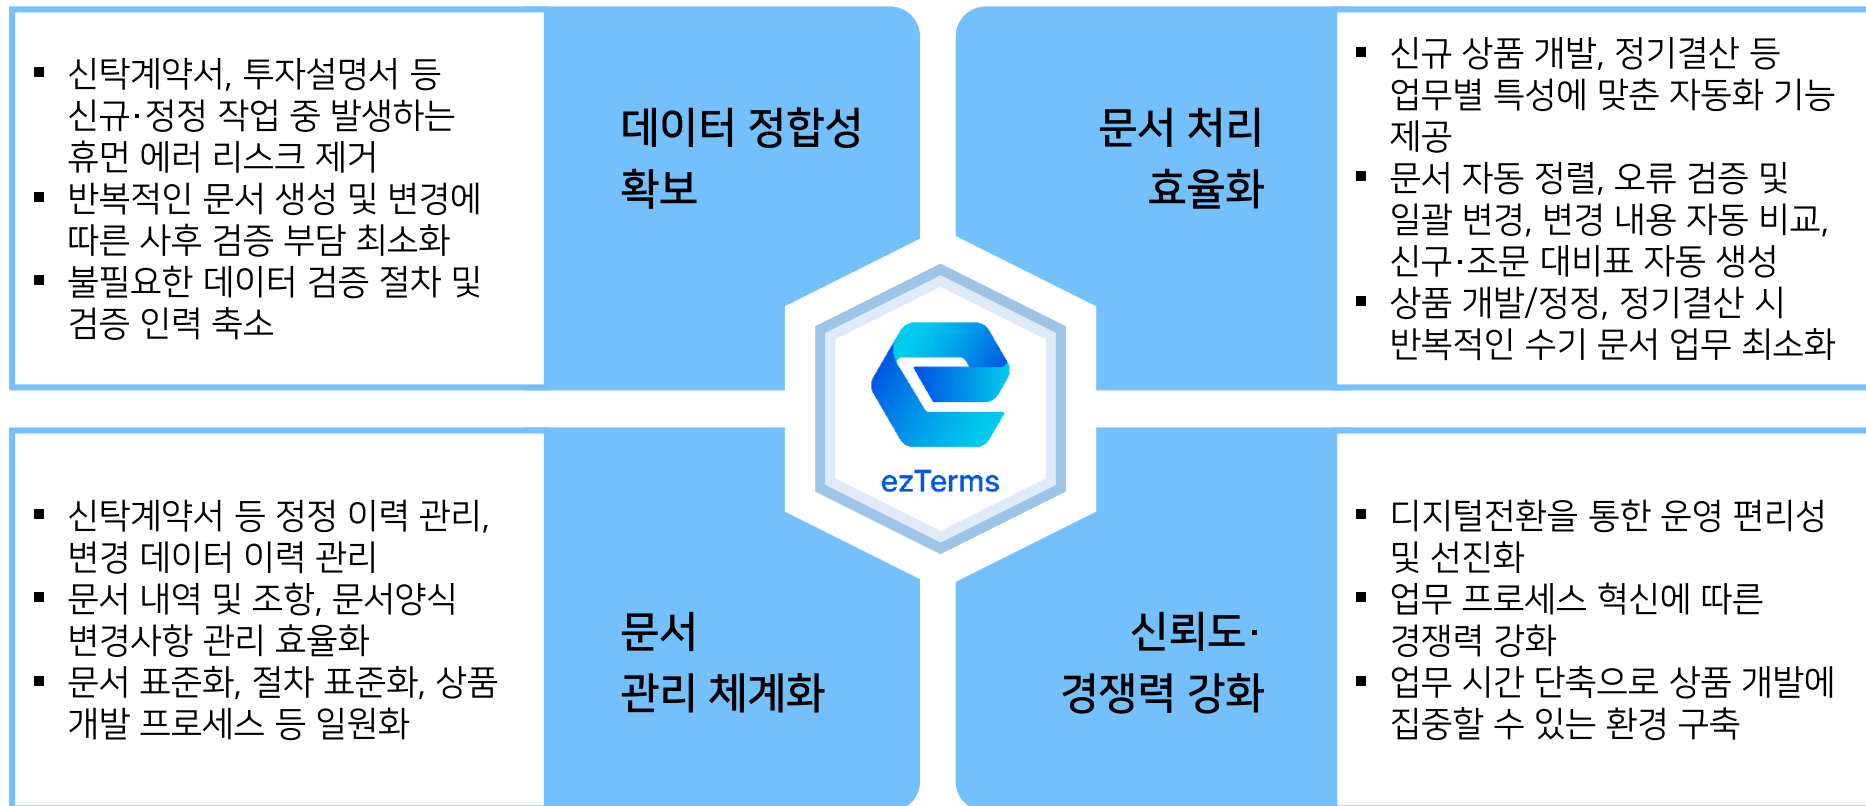 ▪ 신탁계약서, 투자설명서 등
신규·정정 작업 중 발생하는
휴먼 에러 리스크 제거
▪ 반복적인 문서 생성 및 변경에
따른 사후 검증 부담 최소화
▪ 불필요한 데이터 검증 절차 및
검증 인력 축소
데이터 정합성
확보
문서 처리
효율화
▪ 신규 상품 개발, 정기결산 등
업무별 특성에 맞춘 자동화 기능
제공
▪ 문서 자동 정렬, 오류 검증 및
일괄 변경, 변경 내용 자동 비교,
신구·조문 대비표 자동 생성
▪ 상품 개발/정정, 정기결산 시
반복적인 수기 문서 업무 최소화
ezTerms
▪ 신탁계약서 등 정정 이력 관리,
변경 데이터 이력 관리
▪ 문서 내역 및 조항, 문서양식
변경사항 관리 효율화
▪ 문서 표준화, 절차 표준화, 상품
개발 프로세스 등 일원화
문서
관리 체계화
신뢰도·
경쟁력 강화
▪ 디지털전환을 통한 운영 편리성
및 선진화
▪ 업무 프로세스 혁신에 따른
경쟁력 강화
▪ 업무 시간 단축으로 상품 개발에
집중할 수 있는 환경 구축